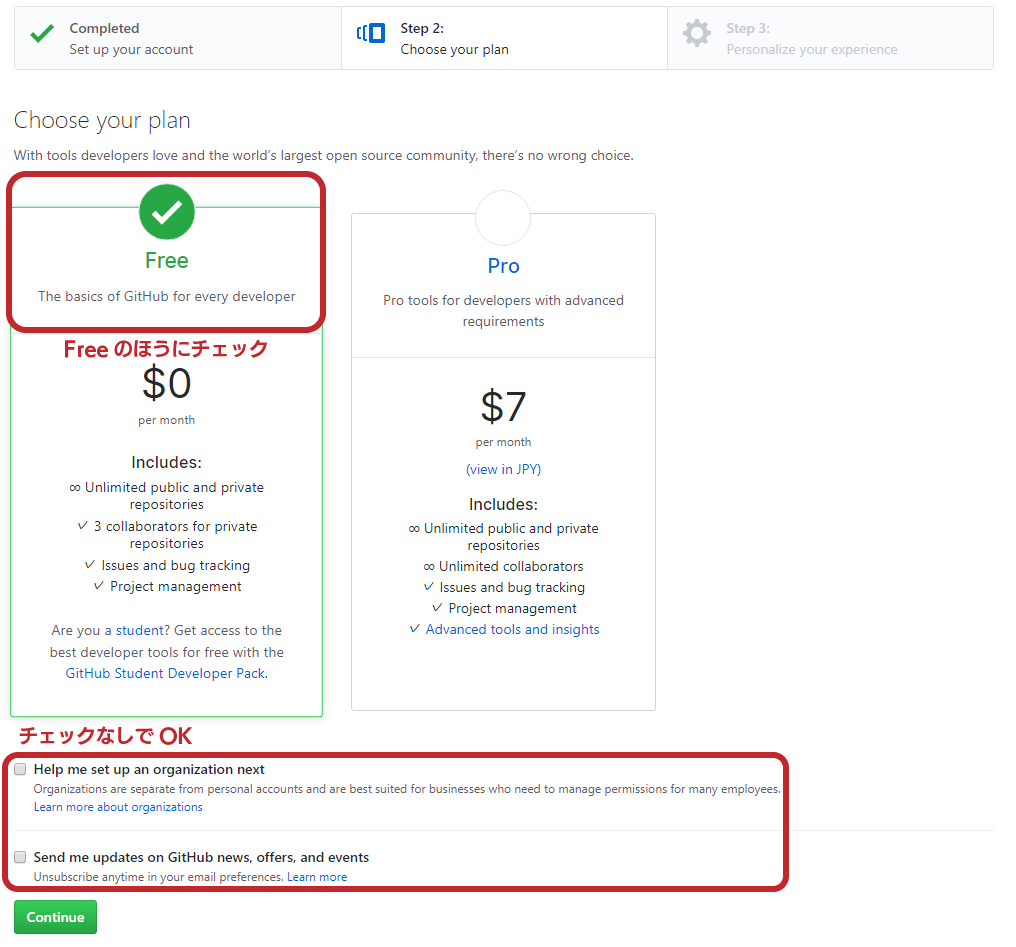 Completed
Set up your account
Step 2:
Choose your plan
Step 3:
Personalize your experience
Choose your plan
With tools developers love and the world's largest open source community, there's no wrong choice.
Free
The basics of GitHub for every developer
Free のほうにチェック
$0
per month
Includes:
∞ Unlimited public and private
repositories
✓ 3 collaborators for private
repositories
✓ Issues and bug tracking
✓ Project management
Are you a student? Get access to the
best developer tools for free with the
GitHub Student Developer Pack.
Pro
Pro tools for developers with advanced
requirements
$7
per month
(view in JPY)
Includes:
∞ Unlimited public and private
repositories
∞ Unlimited collaborators
✓ Issues and bug tracking
✓ Project management
✓ Advanced tools and insights
チェックなしで OK
Help me set up an organization next
Organizations are separate from personal accounts and are best suited for businesses who need to manage permissions for many employees.
Learn more about organizations
Send me updates on GitHub news, offers, and events
Unsubscribe anytime in your email preferences. Learn more
Continue